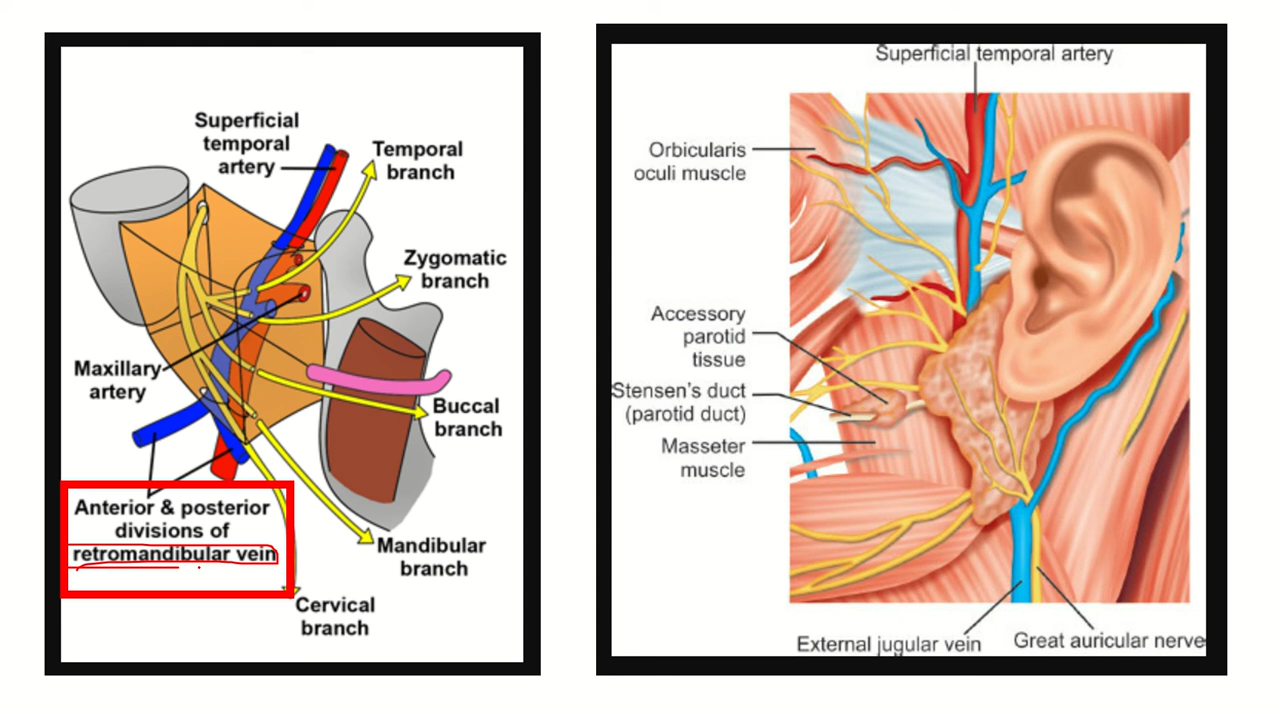 Superficial
temporal
artery
Temporal
branch
Zygomatic
branch
Maxillary
artery
Buccal
branch
Anterior & posterior
divisions of
retromandibular vein
Mandibular
branch
Cervical
branch
Superficial temporal artery
Orbicularis
oculi muscle
Accessory
parotid
tissue
Stensen's duct
(parotid duct)
Masseter
muscle
External jugular vein
Great auricular nerve